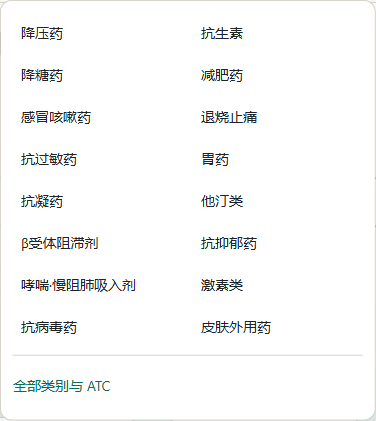 降压药
抗生素
降糖药
减肥药
感冒咳嗽药
退烧止痛
抗过敏药
胃药
抗凝药
他汀类
β受体阻滞剂
抗抑郁药
哮喘·慢阻肺吸入剂
激素类
抗病毒药
皮肤外用药
全部类别与 ATC